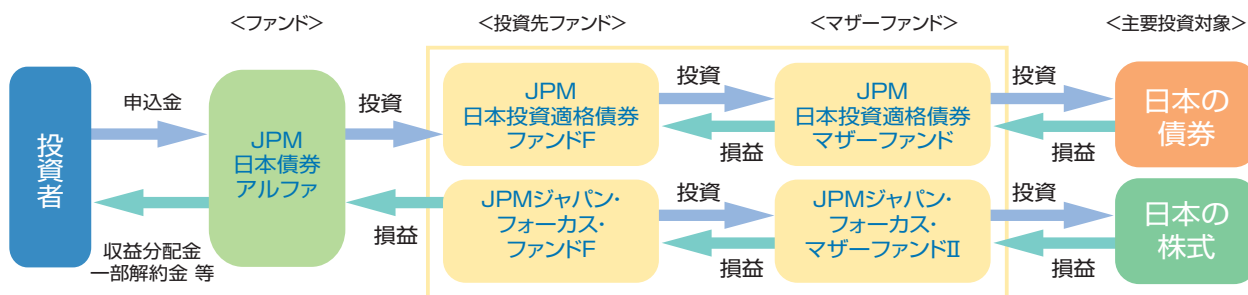 ＜ファンド＞
＜投資先ファンド＞
＜マザーファンド＞
＜主要投資対象＞
投資者
申込金
収益分配金
一部解約金 等
JPM
日本債券
アルファ
投資
損益
JPM
日本投資適格債券
ファンドF
投資
損益
JPM
日本投資適格債券
マザーファンド
投資
損益
日本の
債券
JPMジャパン・
フォーカス・
ファンドF
投資
損益
JPMジャパン・
フォーカス・
マザーファンドⅡ
投資
損益
日本の
株式